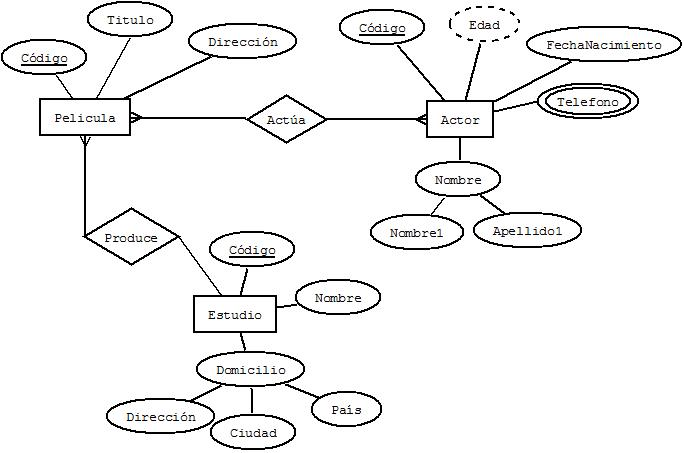 Titulo
Código
Edad
Dirección
FechaNacimiento
Código
Telefono
Pelicula
Actúa
Actor
Nombre
Nombre1
Apellido1
Produce
Código
Nombre
Estudio
Domicilio
Dirección
Ciudad
País